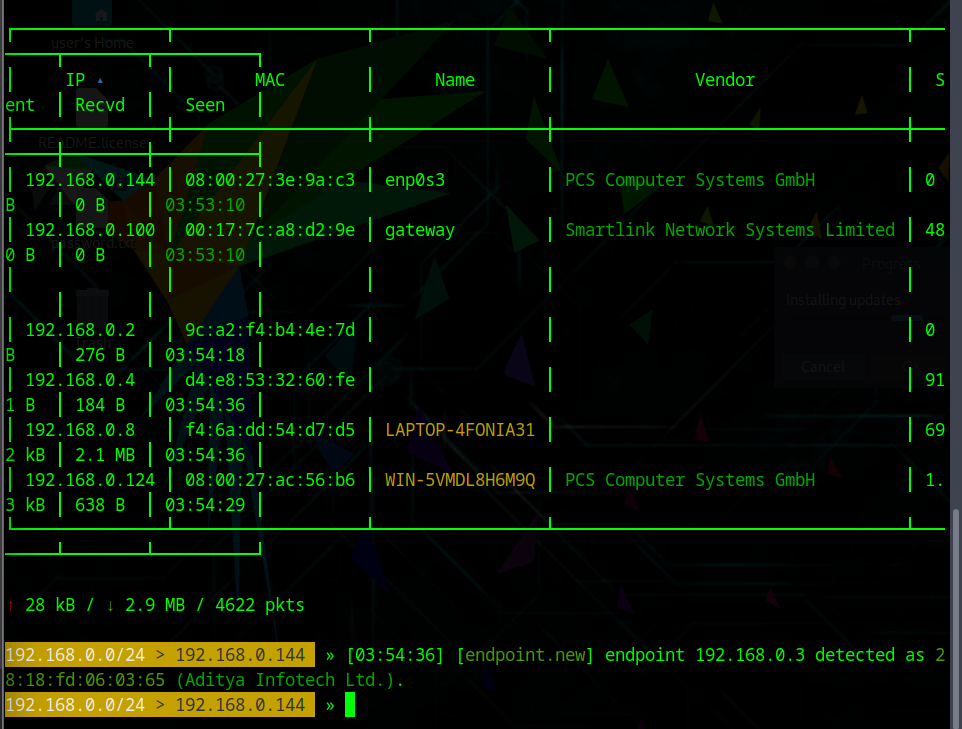 user's Home
IP ▴ MAC Name Vendor S
ent Recvd Seen
README.license
192.168.0.144 08:00:27:3e:9a:c3 enp0s3 PCS Computer Systems GmbH 0
B 0 B 03:53:10
192.168.0.100 00:17:7c:a8:d2:9e gateway Smartlink Network Systems Limited 48
password.txt
0 B 0 B 03:53:10
Installing updates
192.168.0.2 9c:a2:f4:b4:4e:7d 0
Trash
B 276 B 03:54:18
Cancel
192.168.0.4 d4:e8:53:32:60:fe 91
1 B 184 B 03:54:36
192.168.0.8 f4:6a:dd:54:d7:d5 LAPTOP-4FONIA31 69
2 kB 2.1 MB 03:54:36
192.168.0.124 08:00:27:ac:56:b6 WIN-5VMDL8H6M9Q PCS Computer Systems GmbH 1.
3 kB 638 B 03:54:29
↑ 28 kB / ↓ 2.9 MB / 4622 pkts
192.168.0.0/24 > 192.168.0.144 » [03:54:36] [endpoint.new] endpoint 192.168.0.3 detected as 2
8:18:fd:06:03:65 (Aditya Infotech Ltd.).
192.168.0.0/24 > 192.168.0.144 »